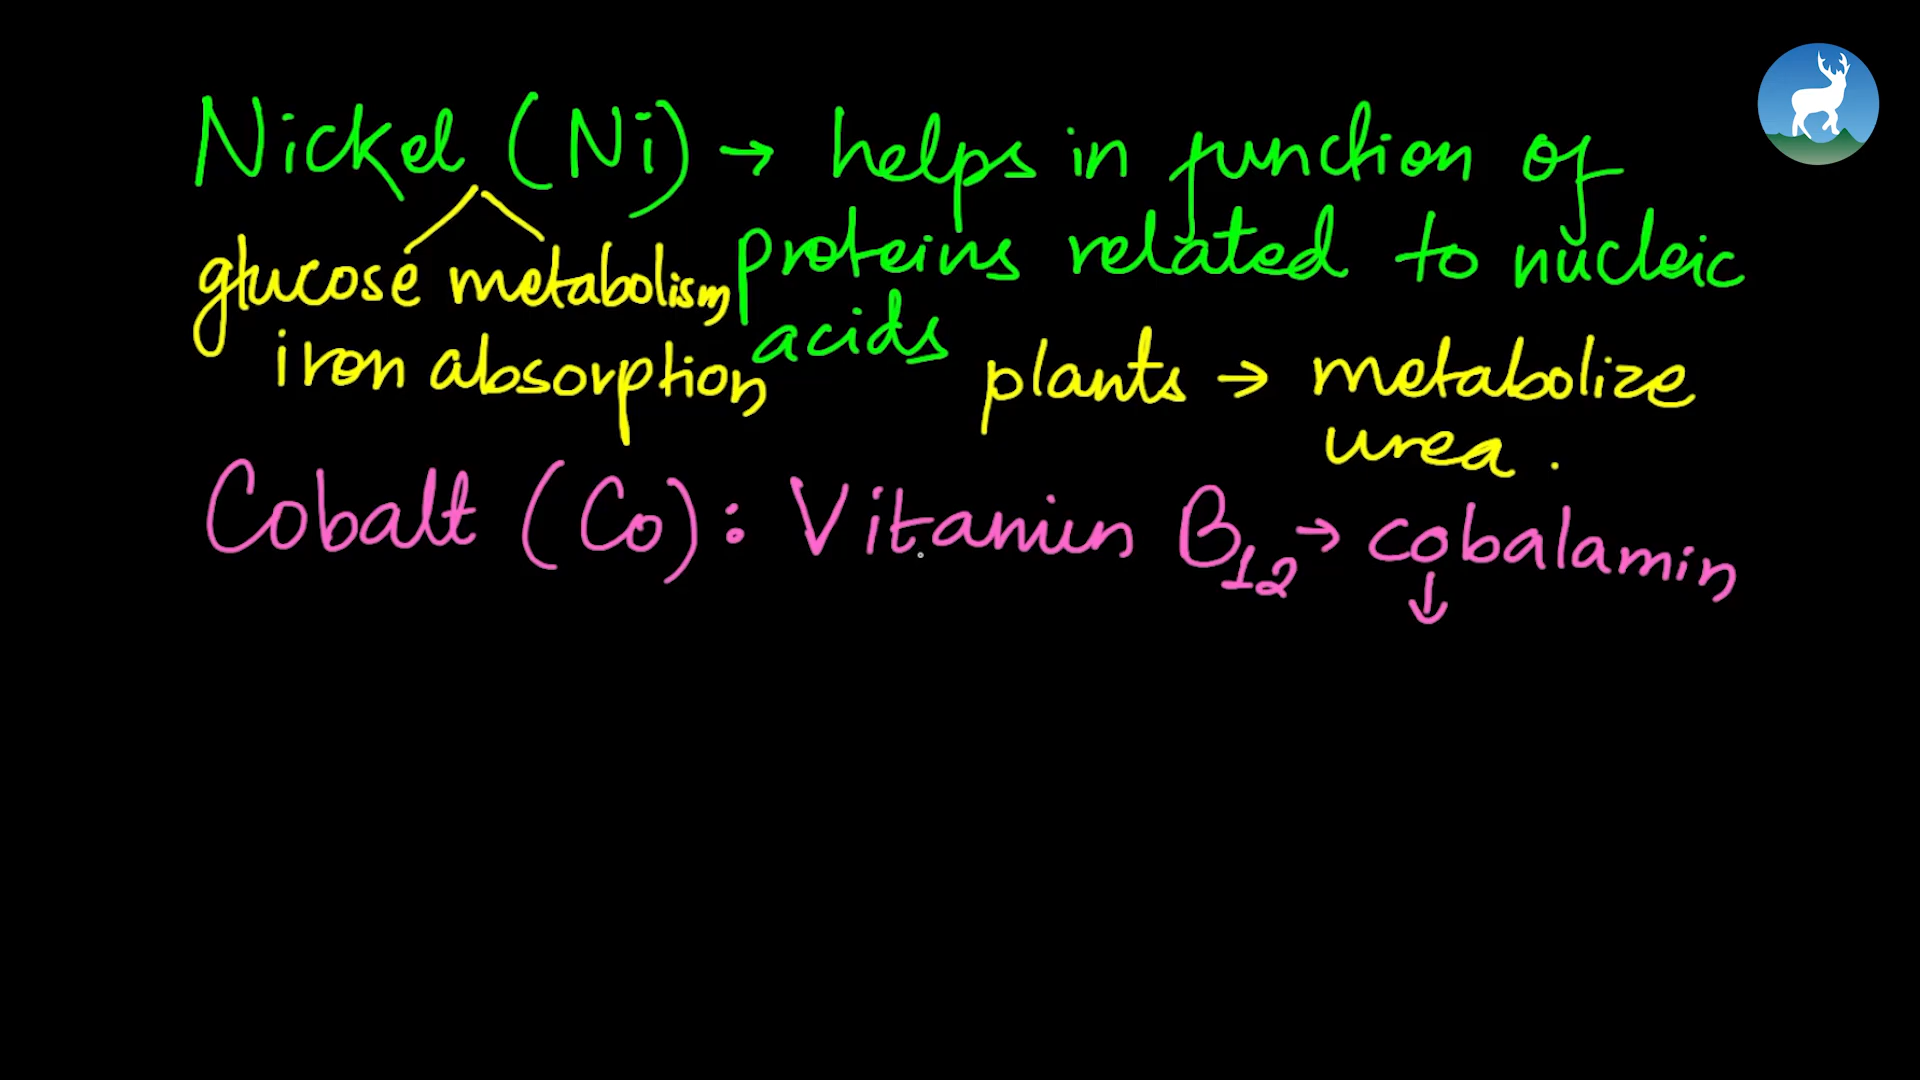 Nickel (Ni) → helps in function of
proteins related to nucleic
acids
glucose metabolism
iron absorption
plants → metabolize
urea.
Cobalt (Co): Vitamin B12 → cobalamin
↓